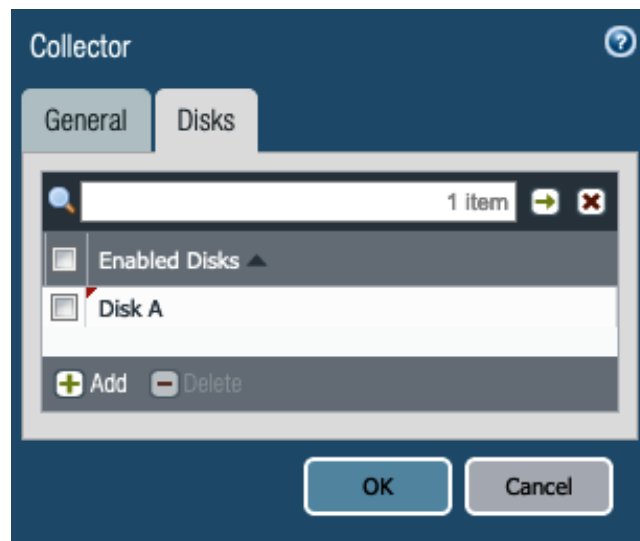 Collector
General Disks
1 item
Enabled Disks
Disk A
Add Delete
OK Cancel